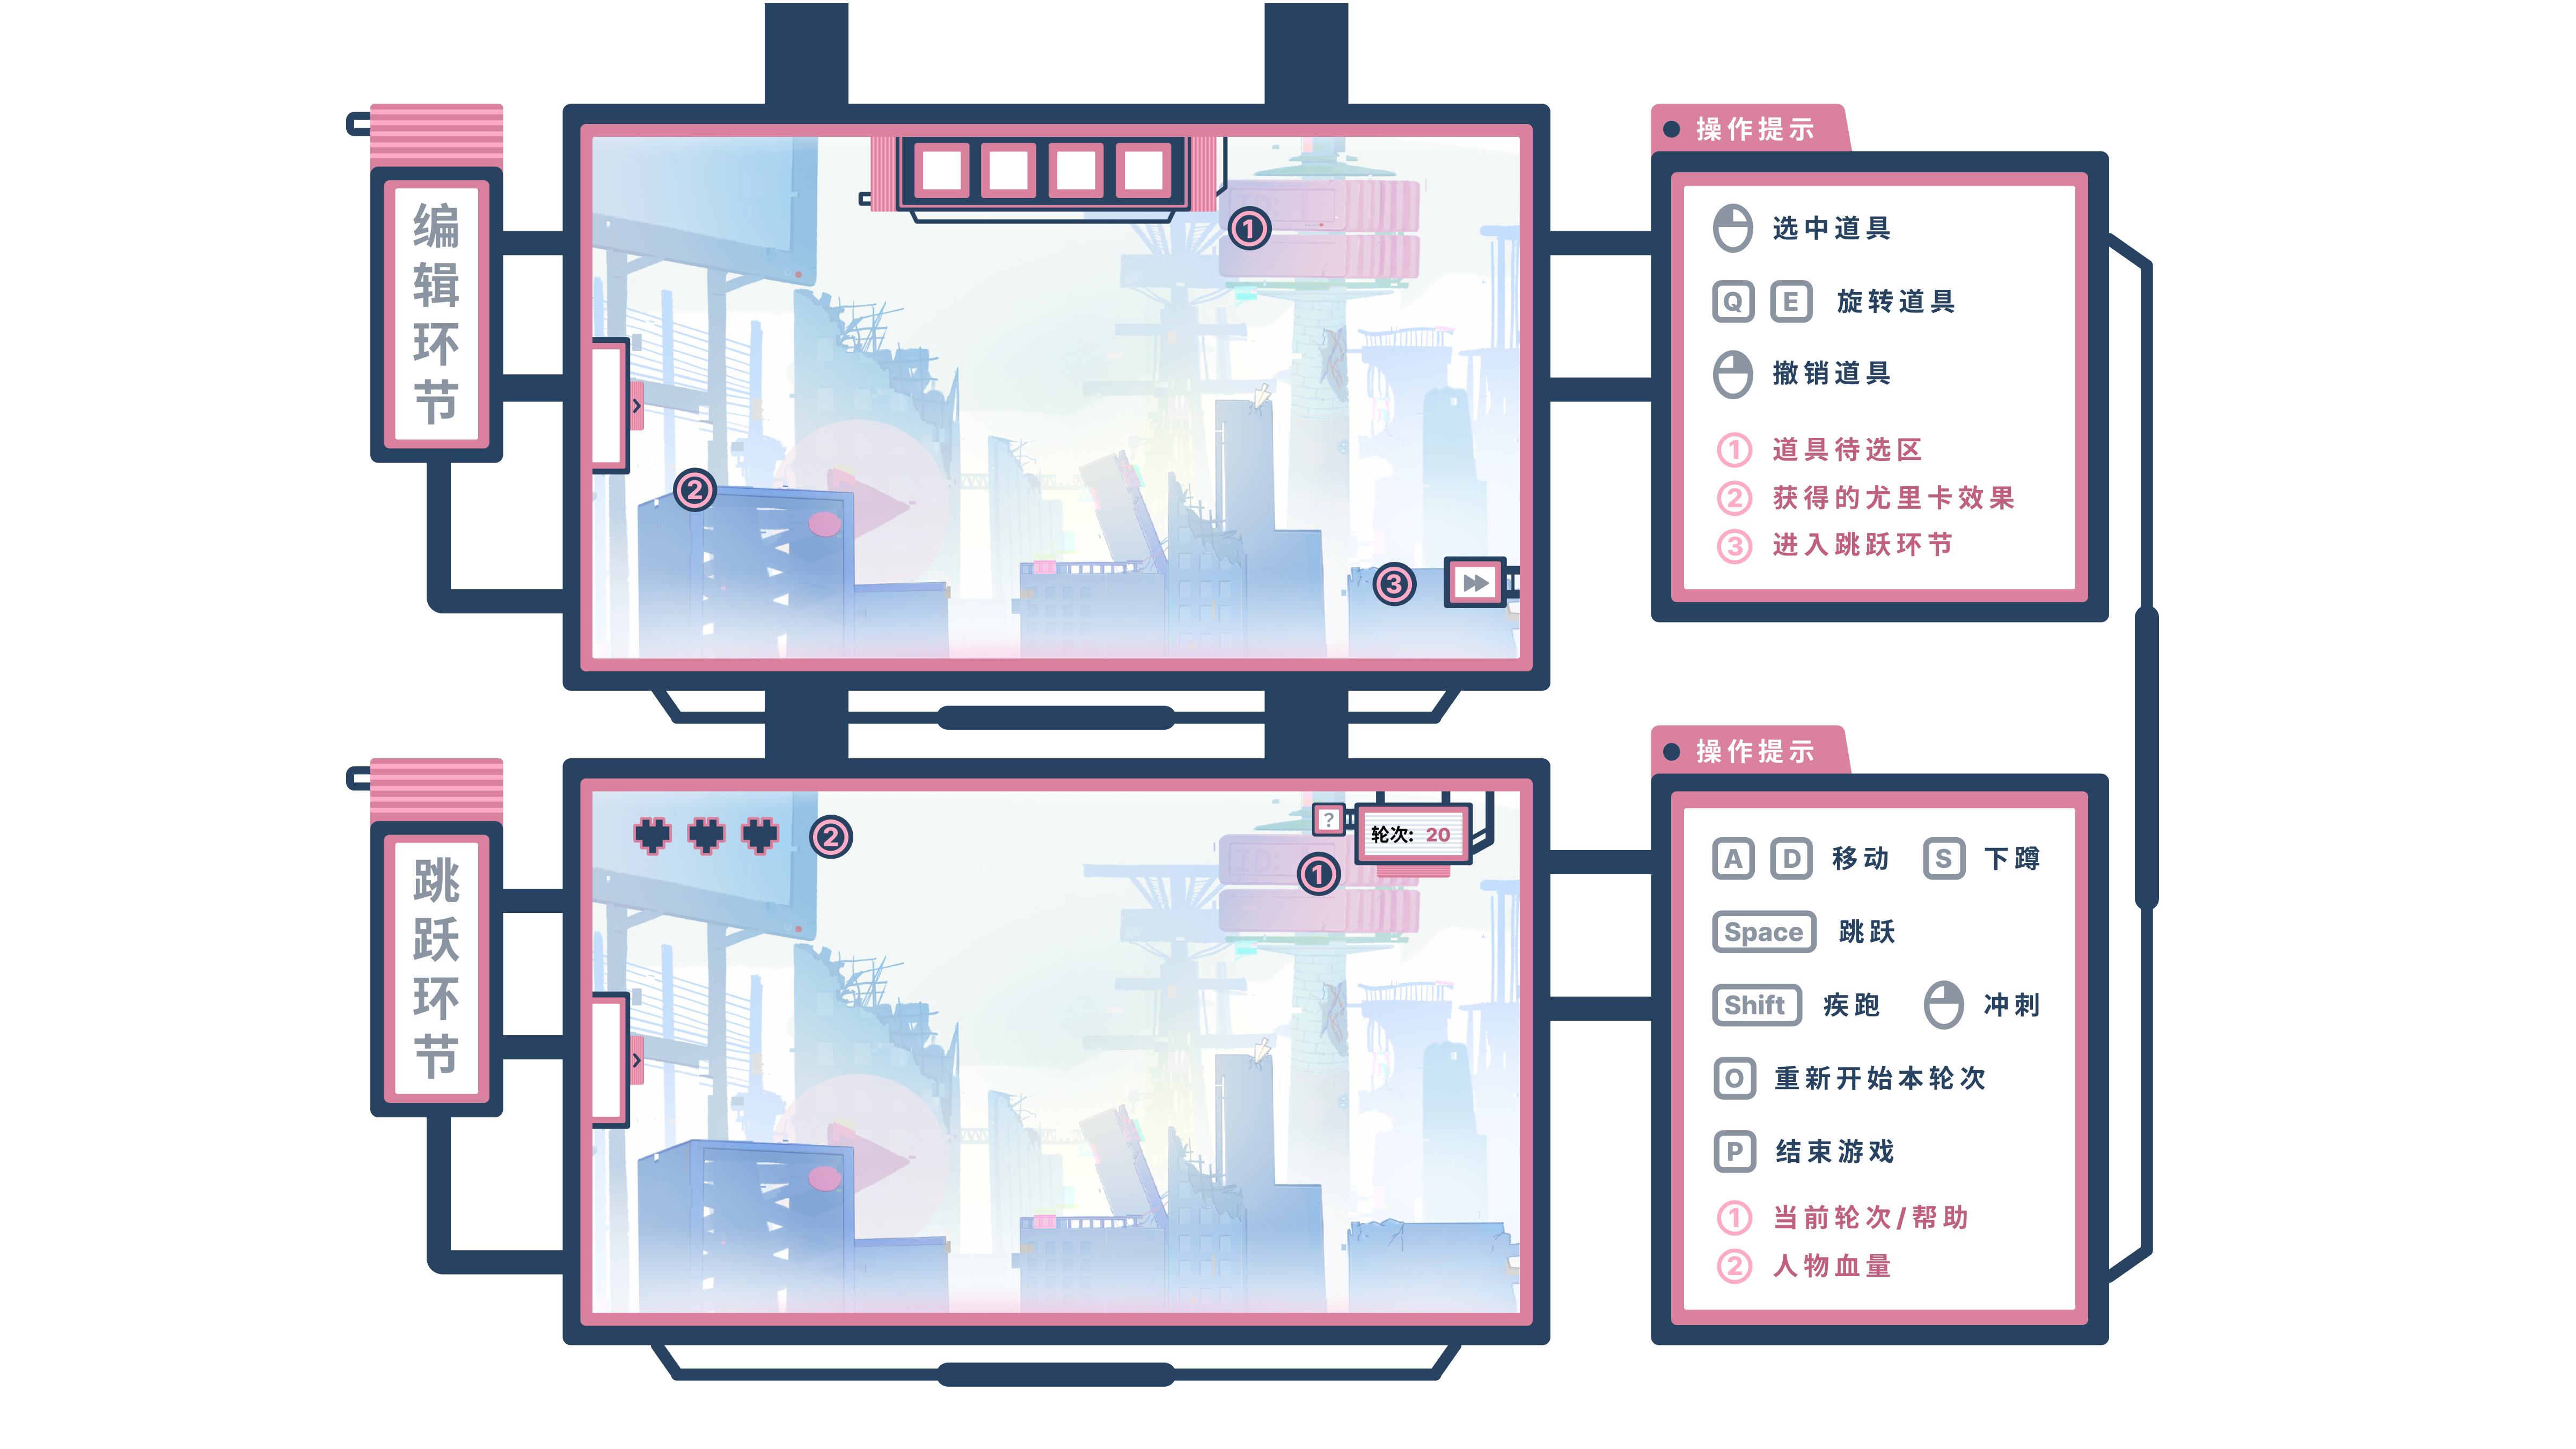 编辑环节
1
2
3
操作提示
选中道具
Q E 旋转道具
撤销道具
1 道具待选区
2 获得的尤里卡效果
3 进入跳跃环节
跳跃环节
2
?
轮次: 20
1
操作提示
A D 移动 S 下蹲
Space 跳跃
Shift 疾跑 冲刺
O 重新开始本轮次
P 结束游戏
1 当前轮次/帮助
2 人物血量